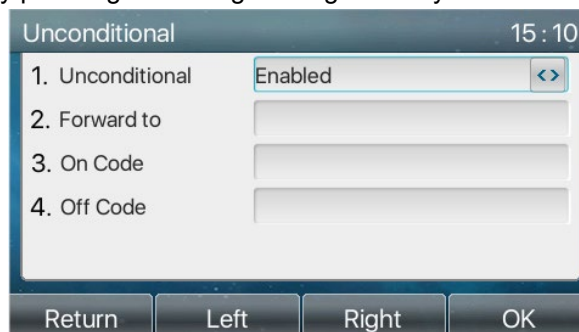 Unconditional 15:10
1. Unconditional Enabled <>
2. Forward to
3. On Code
4. Off Code
Return Left Right OK